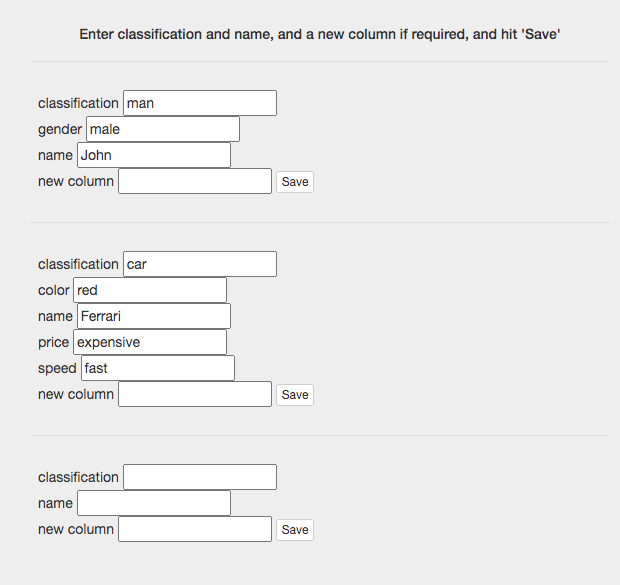 Enter classification and name, and a new column if required, and hit 'Save'
classification man
gender male
name John
new column Save
classification car
color red
name Ferrari
price expensive
speed fast
new column Save
classification
name
new column Save